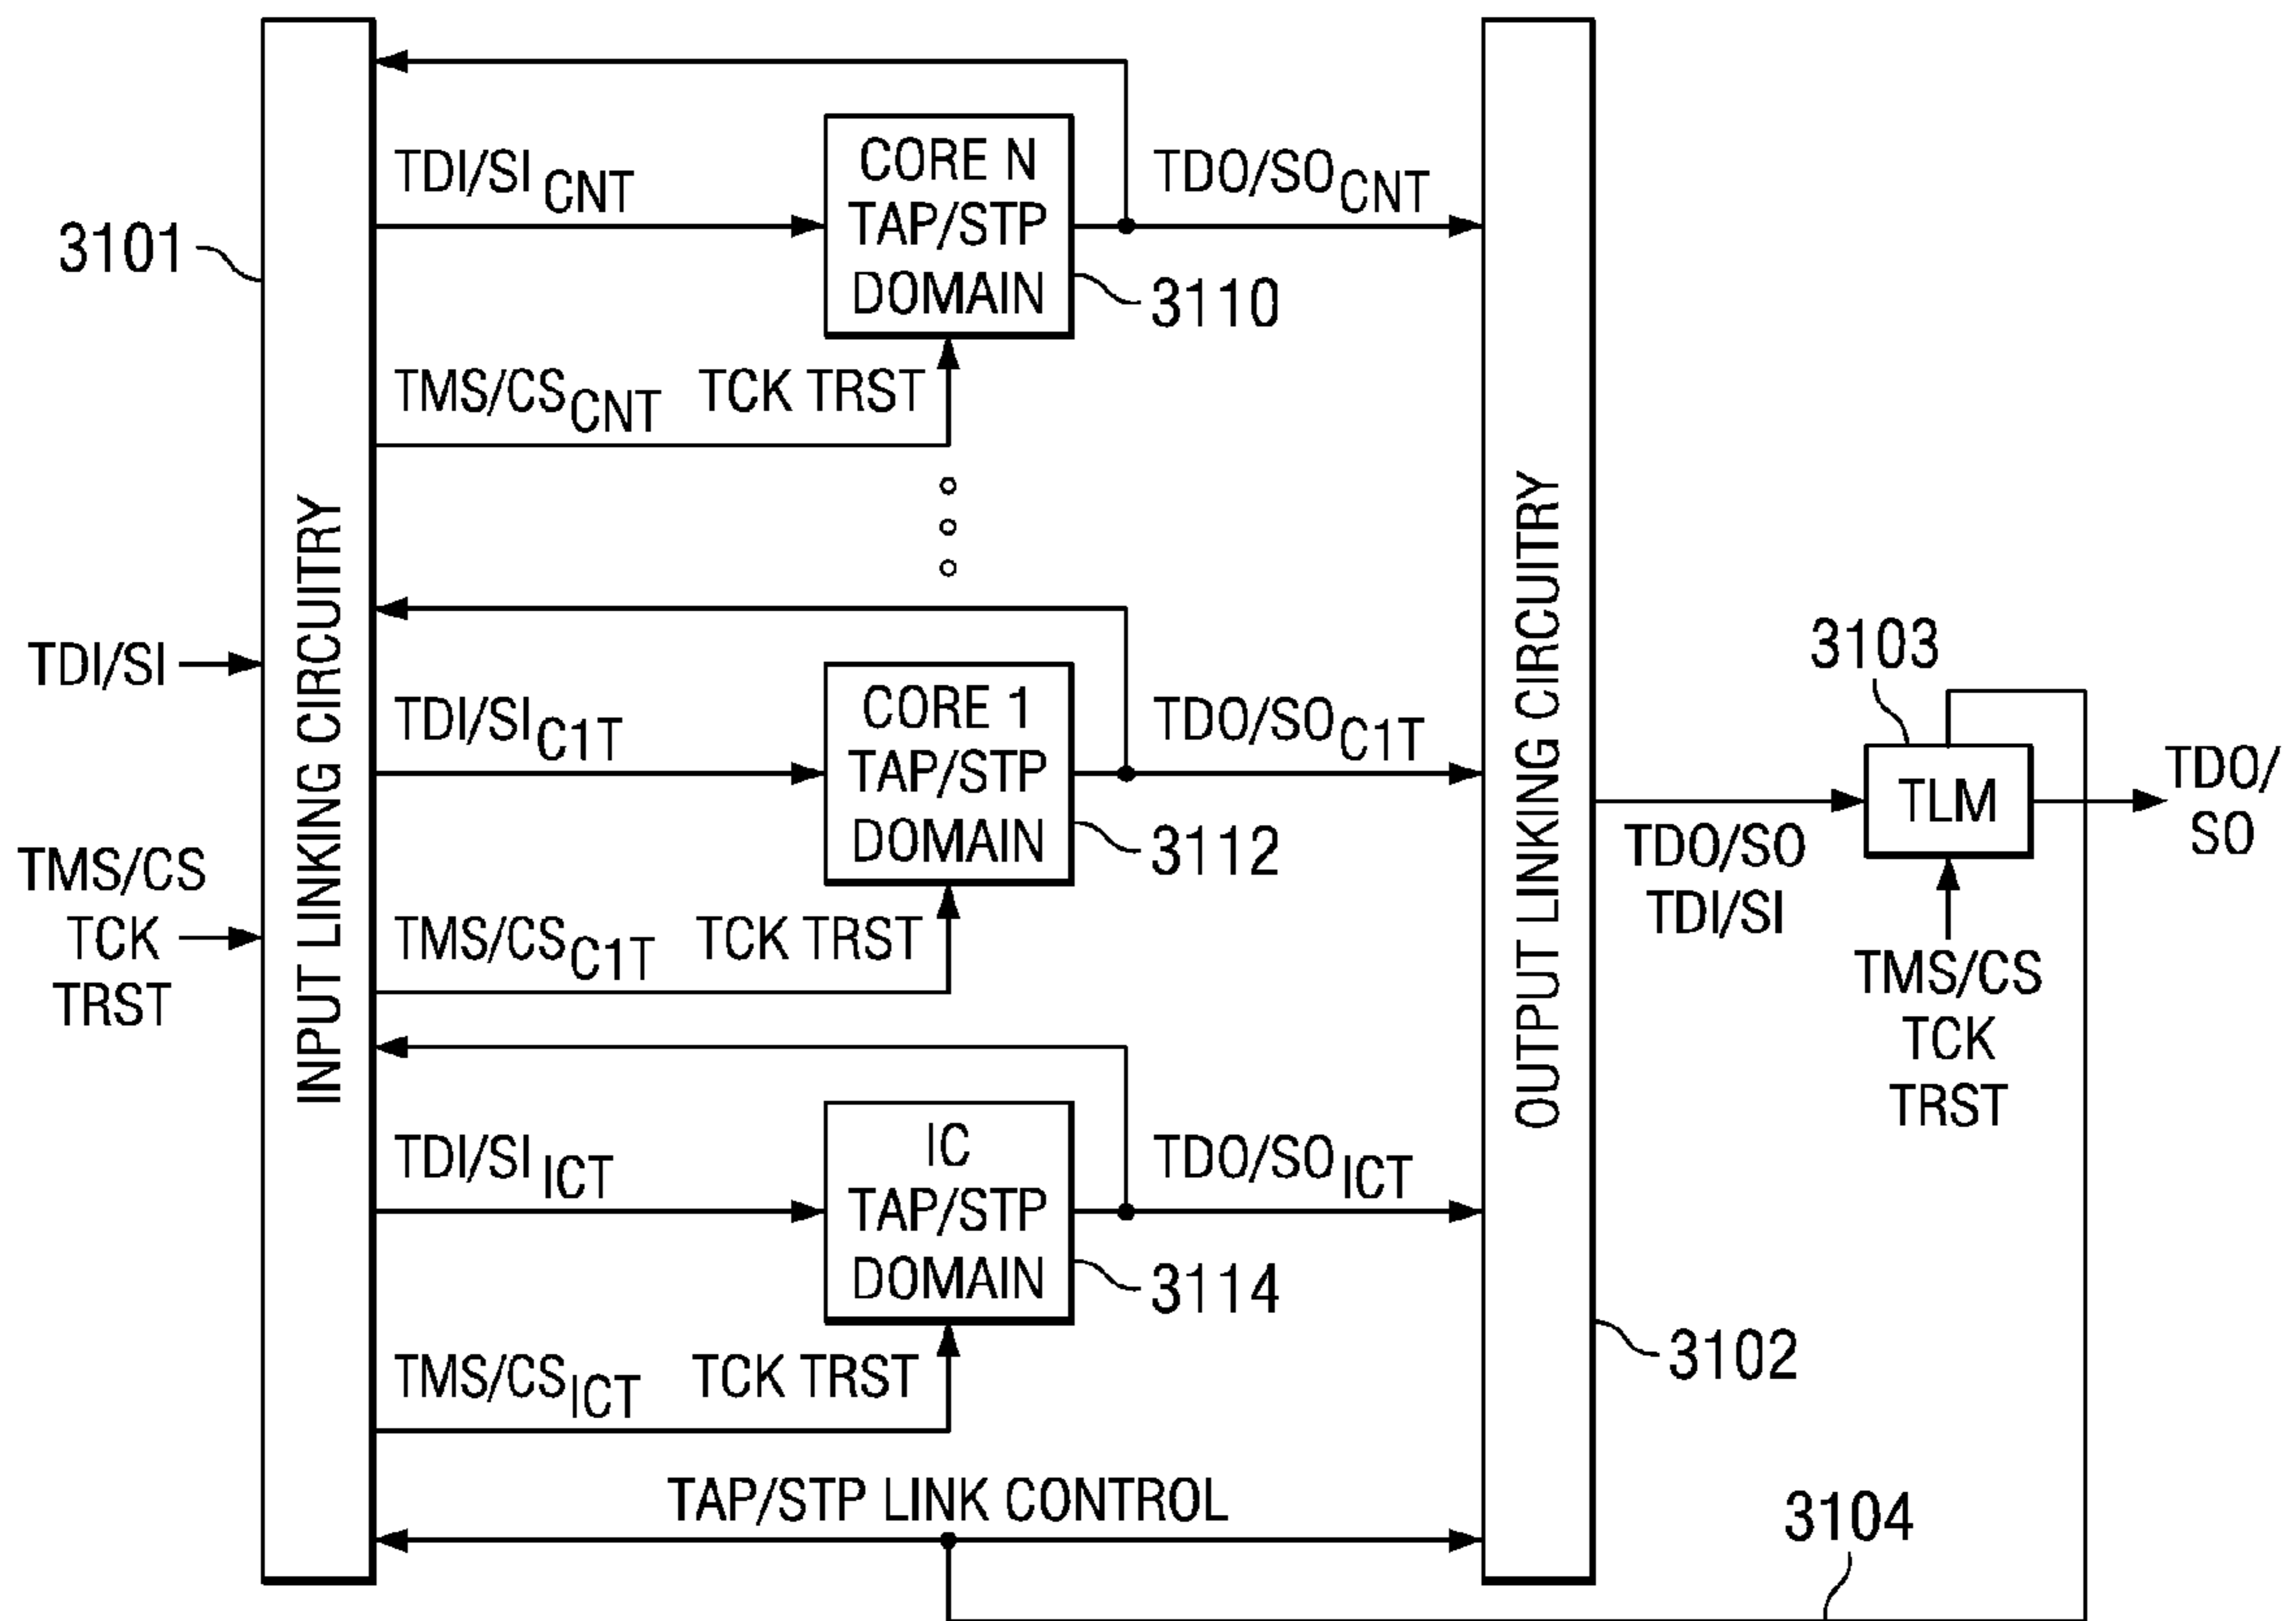 CORE N
TAP/STP
DOMAIN
TDI/SI CNT
TDO/SO CNT
3101
3110
TMS/CS CNT TCK TRST
INPUT LINKING CIRCUITRY
OUTPUT LINKING CIRCUITRY
TDI/SI
TMS/CS
TCK
TRST
CORE 1
TAP/STP
DOMAIN
TDI/SI C1T
TDO/SO C1T
3112
TMS/CS C1T TCK TRST
3103
TLM
TDO/
SO
TDO/SO
TDI/SI
TMS/CS
TCK
TRST
IC
TAP/STP
DOMAIN
TDI/SI ICT
TDO/SO ICT
3114
3102
TMS/CS ICT TCK TRST
TAP/STP LINK CONTROL
3104